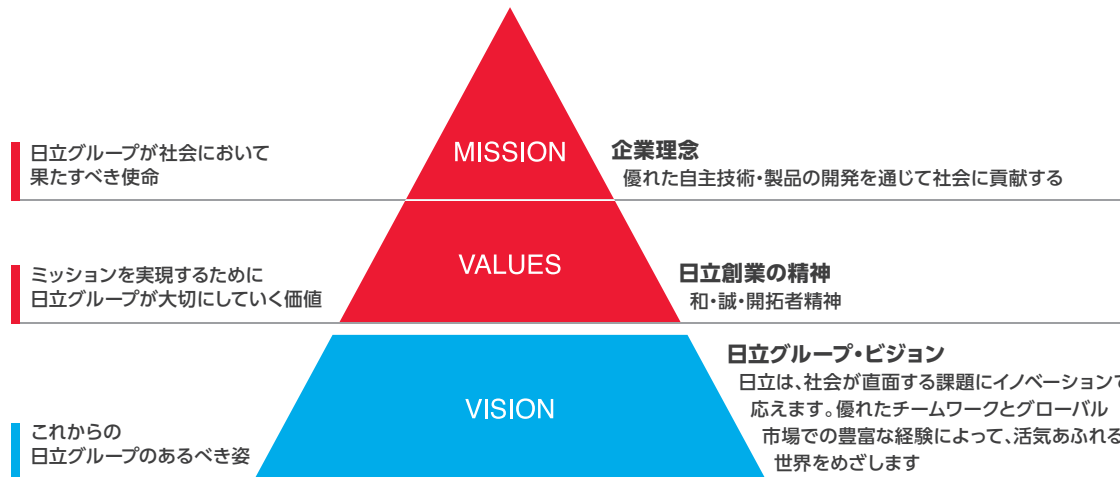 日立グループが社会において
果たすべき使命
MISSION
企業理念
優れた自主技術・製品の開発を通じて社会に貢献する
ミッションを実現するために
日立グループが大切にしていく価値
VALUES
日立創業の精神
和・誠・開拓者精神
これからの
日立グループのあるべき姿
VISION
日立グループ・ビジョン
日立は、社会が直面する課題にイノベーションで
応えます。優れたチームワークとグローバル
市場での豊富な経験によって、活気あふれる
世界をめざします